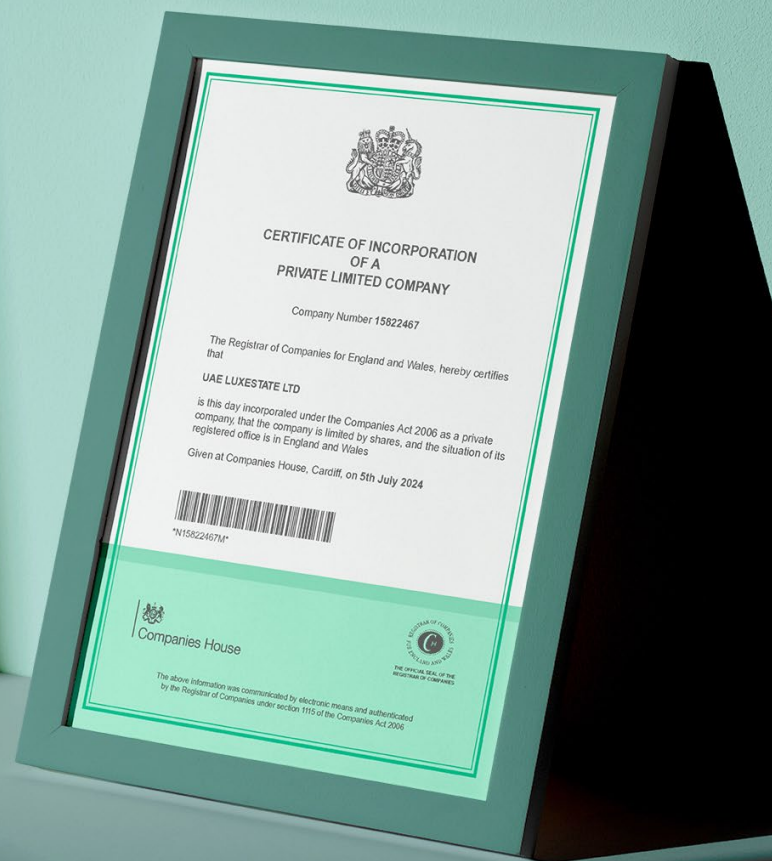 CERTIFICATE OF INCORPORATION
OF A
PRIVATE LIMITED COMPANY
Company Number 15822467
The Registrar of Companies for England and Wales, hereby certifies
that
UAE LUXESTATE LTD
is this day incorporated under the Companies Act 2006 as a private
company, that the company is limited by shares, and the situation of its
registered office is in England and Wales
Given at Companies House, Cardiff, on 5th July 2024
*N15822467M*
Companies House
THE OFFICIAL SEAL OF THE
REGISTRAR OF COMPANIES
The above information was communicated by electronic means and authenticated
by the Registrar of Companies under section 1115 of the Companies Act 2006